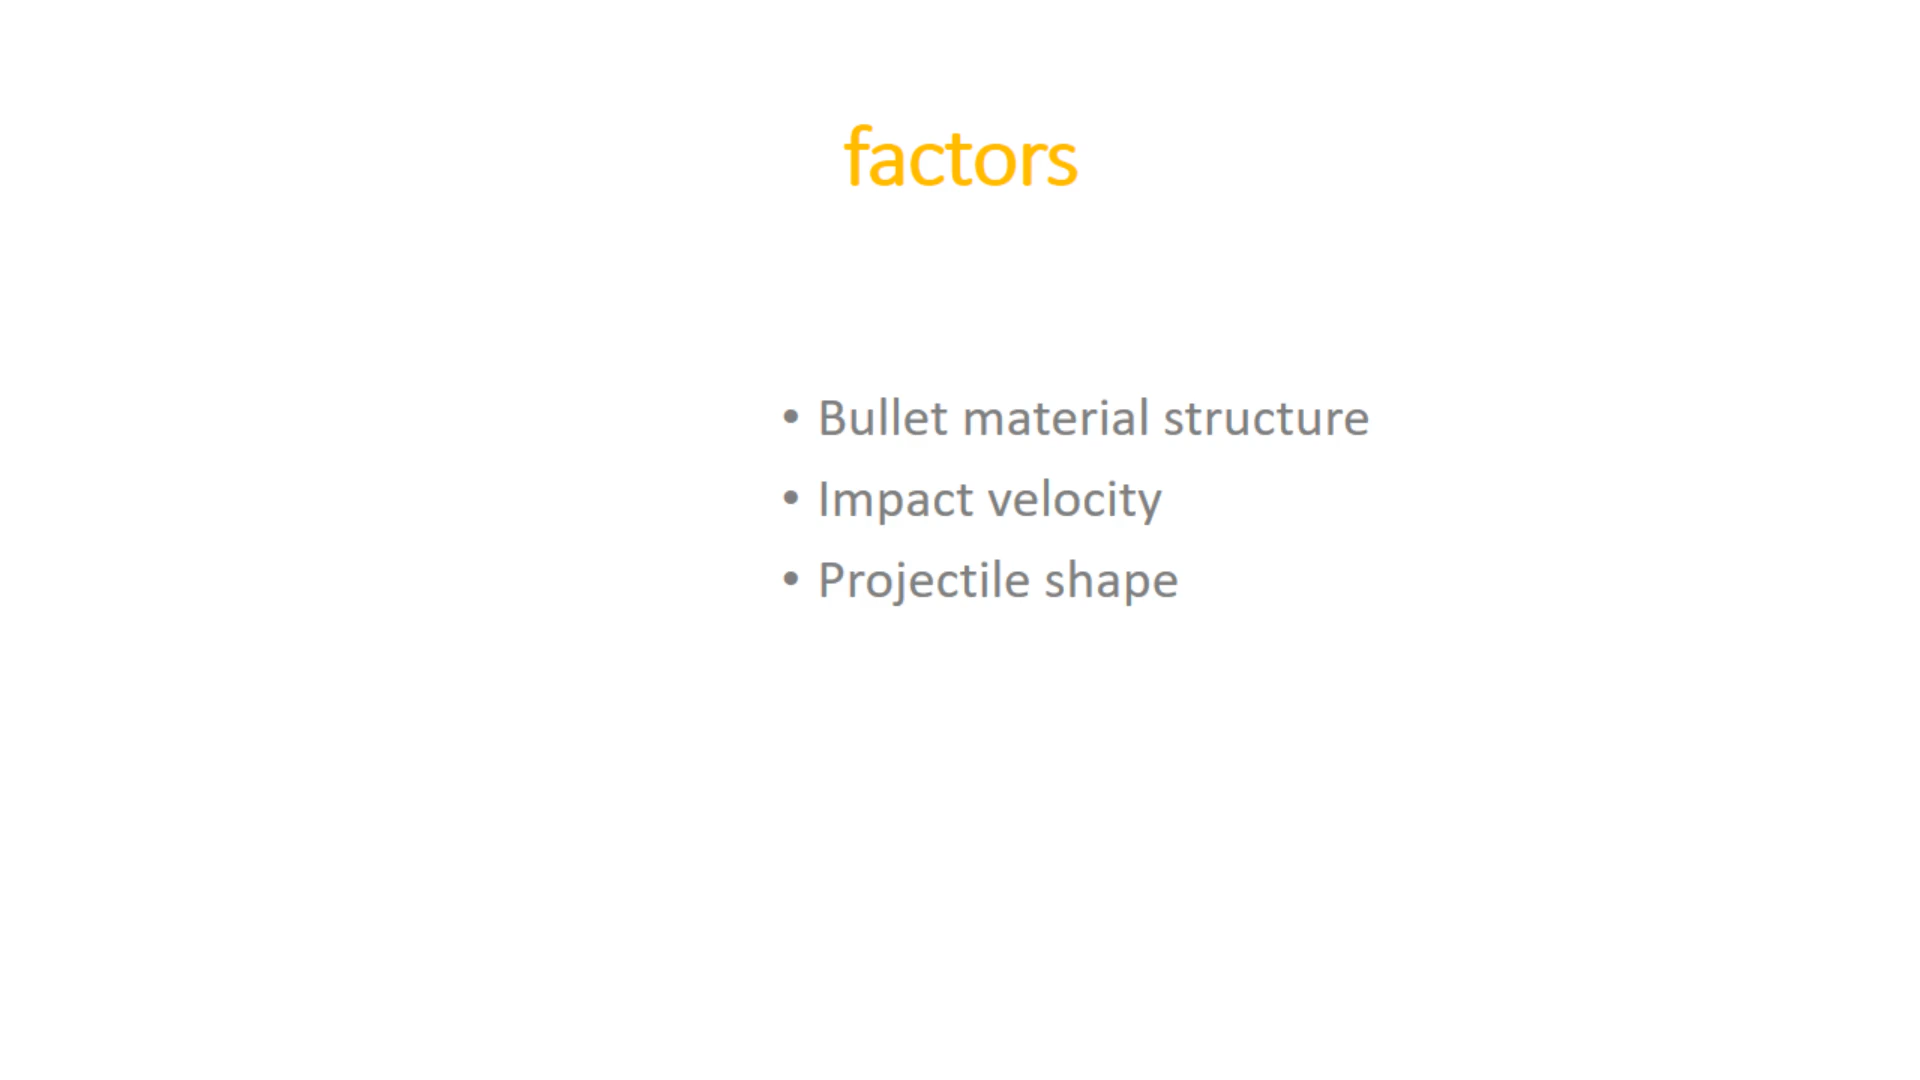 factors
• Bullet material structure
• Impact velocity
• Projectile shape